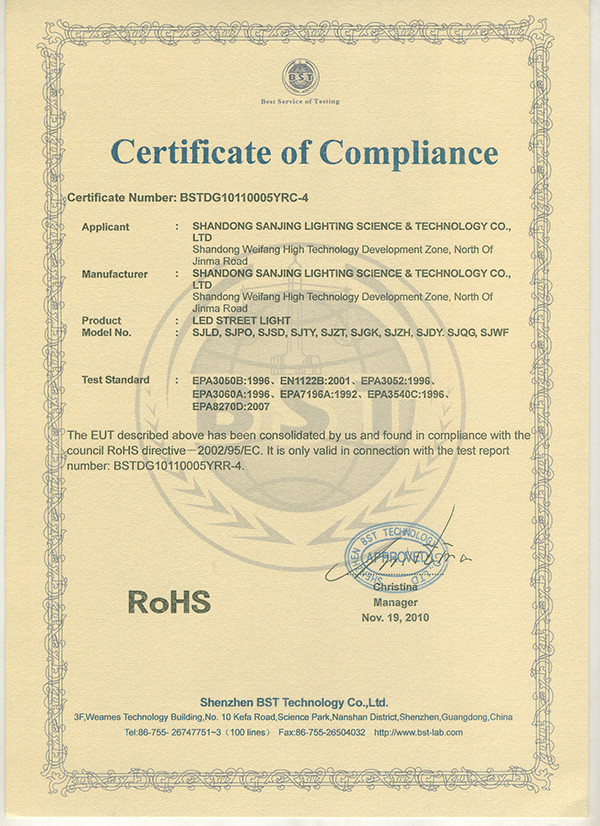 BST
Best Service of Testing
Certificate of Compliance
Certificate Number: BSTDG10110005YRC-4
Applicant : SHANDONG SANJING LIGHTING SCIENCE & TECHNOLOGY CO.,
LTD
Shandong Weifang High Technology Development Zone, North Of
Jinma Road
Manufacturer : SHANDONG SANJING LIGHTING SCIENCE & TECHNOLOGY CO.,
LTD
Shandong Weifang High Technology Development Zone, North Of
Jinma Road
Product : LED STREET LIGHT
Model No. : SJLD, SJPO, SJSD, SJTY, SJZT, SJGK, SJZH, SJDY. SJQG, SJWF
Test Standard : EPA3050B:1996、EN1122B:2001、EPA3052:1996、
EPA3060A:1996、EPA7196A:1992、EPA3540C:1996、
EPA8270D:2007
BST
The EUT described above has been consolidated by us and found in compliance with the
council RoHS directive－2002/95/EC. It is only valid in connection with the test report
number: BSTDG10110005YRR-4.
SHENZHEN BST TECHNOLOGY CO.,LTD.
APPROVED
Christina
Manager
Nov. 19, 2010
RoHS
Shenzhen BST Technology Co.,Ltd.
3F,Weames Technology Building,No. 10 Kefa Road,Science Park,Nanshan District,Shenzhen,Guangdong,China
Tel:86-755- 26747751~3（100 lines） Fax:86-755-26504032 http://www.bst-lab.com